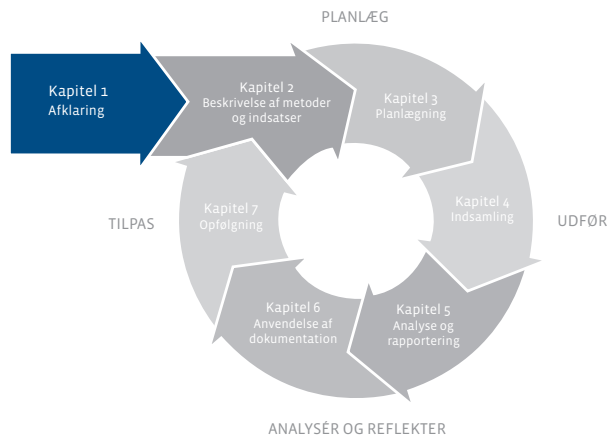 PLANLÆG
Kapitel 1
Afklaring
Kapitel 2
Beskrivelse af metoder
og indsatser
Kapitel 3
Planlægning
Kapitel 4
Indsamling
UDFØR
Kapitel 5
Analyse og
rapportering
Kapitel 6
Anvendelse af
dokumentation
Kapitel 7
Opfølgning
TILPAS
ANALYSÉR OG REFLEKTER